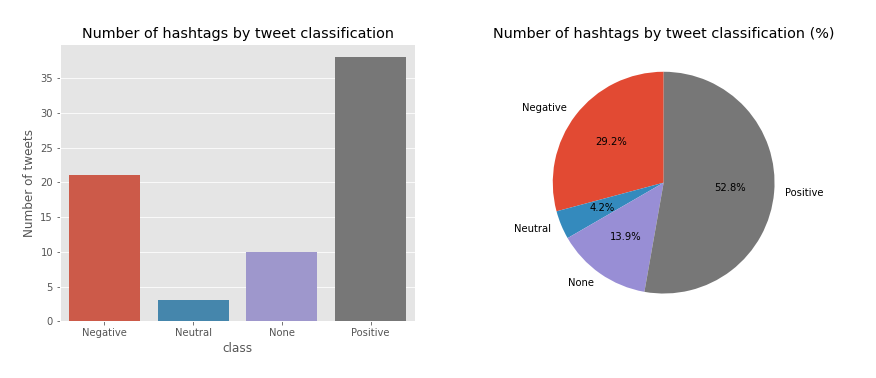 Number of hashtags by tweet classification
Number of tweets
35
30
25
20
15
10
5
0
Negative
Neutral
None
Positive
class
Number of hashtags by tweet classification (%)
Negative
29.2%
52.8%
Positive
4.2%
Neutral
13.9%
None